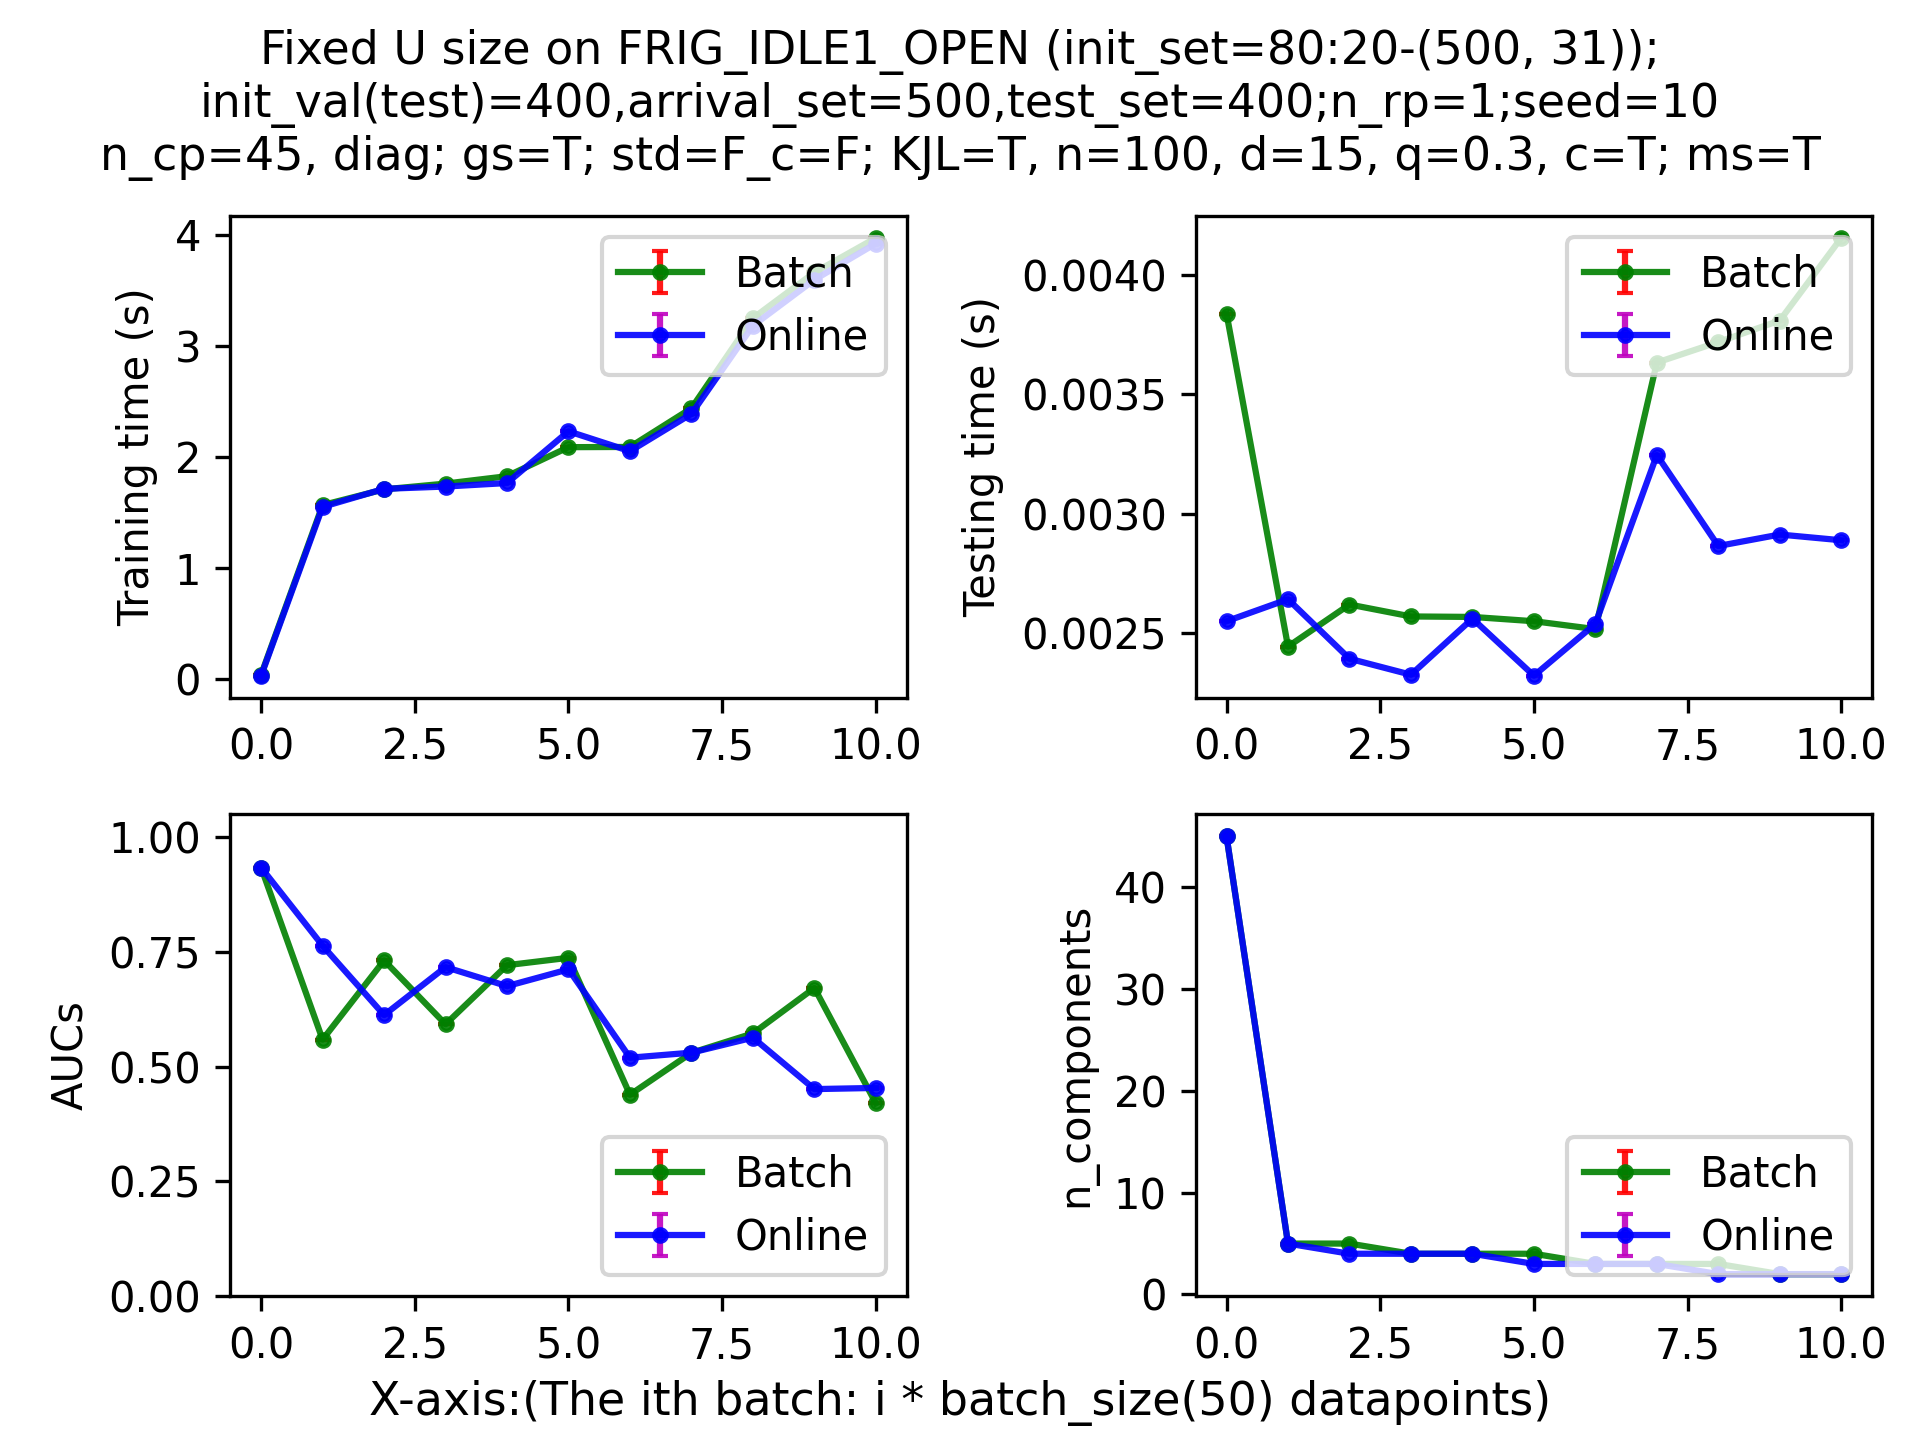 Fixed U size on FRIG_IDLE1_OPEN (init_set=80:20-(500, 31));
init_val(test)=400,arrival_set=500,test_set=400;n_rp=1;seed=10
n_cp=45, diag; gs=T; std=F_c=F; KJL=T, n=100, d=15, q=0.3, c=T; ms=T
Training time (s)
4
3
2
1
0
0.0 2.5 5.0 7.5 10.0
Batch
Online
Testing time (s)
0.0040
0.0035
0.0030
0.0025
0.0 2.5 5.0 7.5 10.0
Batch
Online
AUCs
1.00
0.75
0.50
0.25
0.00
0.0 2.5 5.0 7.5 10.0
Batch
Online
n_components
40
30
20
10
0
0.0 2.5 5.0 7.5 10.0
Batch
Online
X-axis:(The ith batch: i * batch_size(50) datapoints)